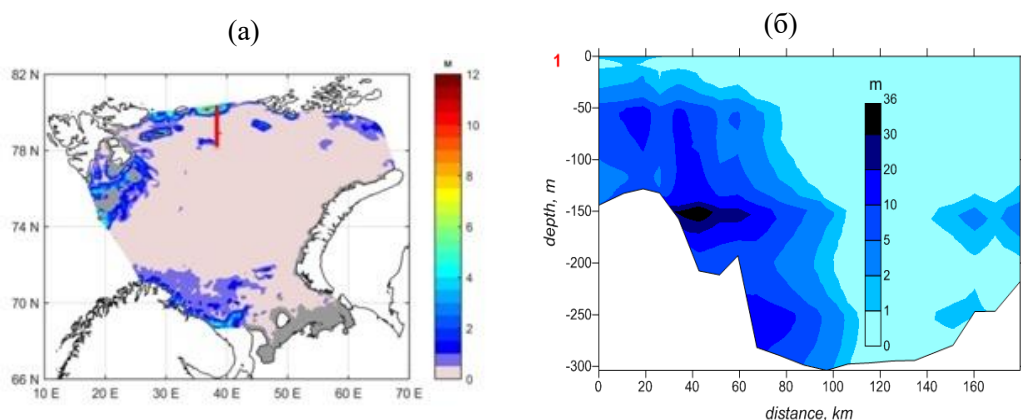 (а)
(б)
м
82 N
78 N
74 N
70 N
66 N
10 E 20 E 30 E 40 E 50 E 60 E 70 E
12
10
8
6
4
2
0
1
0
-50
-100
-150
-200
-250
-300
depth, m
m
36
30
20
10
5
2
1
0
0 20 40 60 80 100 120 140 160
distance, km